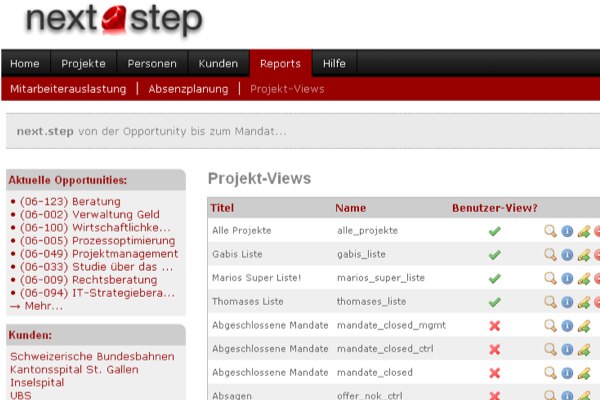 next step
Home Projekte Personen Kunden Reports Hilfe
Mitarbeiterauslastung | Absenzplanung | Projekt-Views
next.step von der Opportunity bis zum Mandat...
Aktuelle Opportunities:
• (06-123) Beratung
• (06-002) Verwaltung Geld
• (06-100) Wirtschaftlichke...
• (06-005) Prozessoptimierung
• (06-049) Projektmanagement
• (06-033) Studie über das ...
• (06-009) Rechtsberatung
• (06-094) IT-Strategiebera...
→ Mehr...
Kunden:
Schweizerische Bundesbahnen
Kantonsspital St. Gallen
Inselspital
UBS
Projekt-Views
Titel Name Benutzer-View?
Alle Projekte alle_projekte
Gabis Liste gabis_liste
Marios Super Liste! marios_super_liste
Thomases Liste thomases_liste
Abgeschlossene Mandate mandate_closed_mgmt
Abgeschlossene Mandate mandate_closed_ctrl
Abgeschlossene Mandate mandate_closed
Absagen offer_nok_ctrl